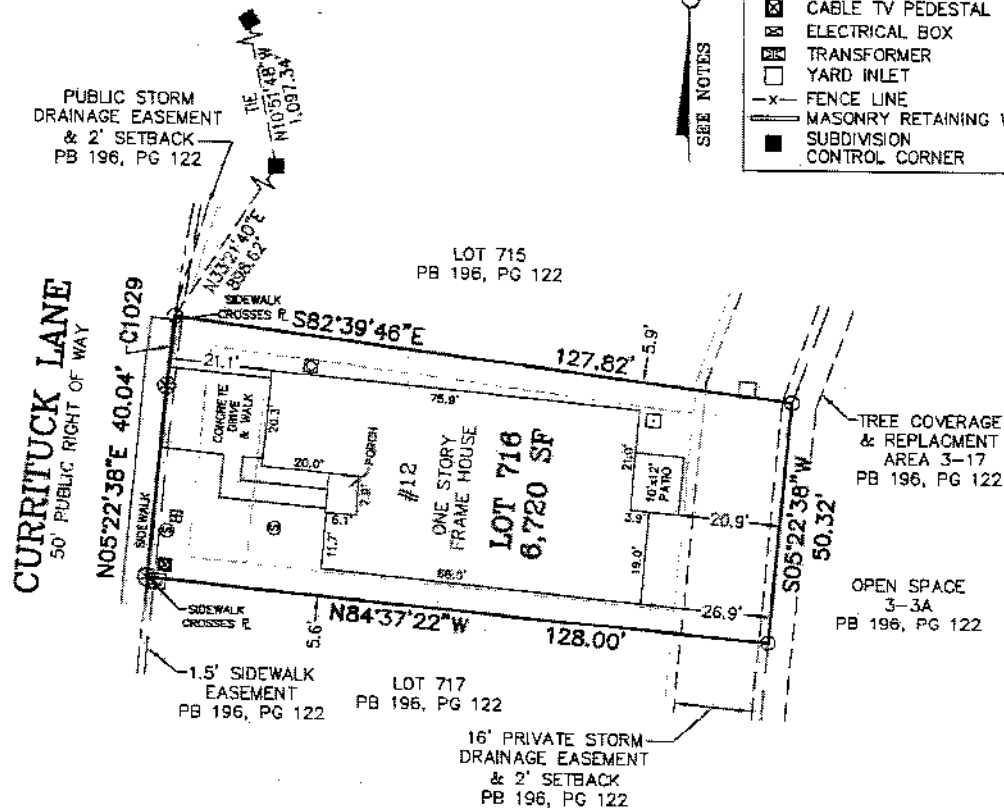 CABLE TV PEDESTAL
ELECTRICAL BOX
TRANSFORMER
YARD INLET
-x- FENCE LINE
MASONRY RETAINING
SUBDIVISION
CONTROL CORNER
SEE NOTES
N10°51'48"W
1,097.34'
TIE
PUBLIC STORM
DRAINAGE EASEMENT
& 2' SETBACK
PB 196, PG 122
N33°21'40"E
898.62'
LOT 715
PB 196, PG 122
CURRITUCK LANE
50' PUBLIC RIGHT OF WAY
N05°22'38"E 40.04'
C1029
SIDEWALK
CROSSES PL
S82°39'46"E
127.82'
5.9'
21.1'
75.9'
CONCRETE
DRIVE
& WALK
20.3'
20.0'
PORCH
6.1'
11.7'
#12
ONE STORY
FRAME HOUSE
LOT 716
6,720 SF
21.0'
10'x12'
PATIO
20.9'
19.0'
S05°22'38"W
50.32'
TREE COVERAGE
& REPLACMENT
AREA 3-17
PB 196, PG 122
OPEN SPACE
3-3A
PB 196, PG 122
SIDEWALK
26.9'
SIDEWALK
CROSSES PL
5.6'
N84°37'22"W
128.00'
1.5' SIDEWALK
EASEMENT
PB 196, PG 122
LOT 717
PB 196, PG 122
16' PRIVATE STORM
DRAINAGE EASEMENT
& 2' SETBACK
PB 196, PG 122